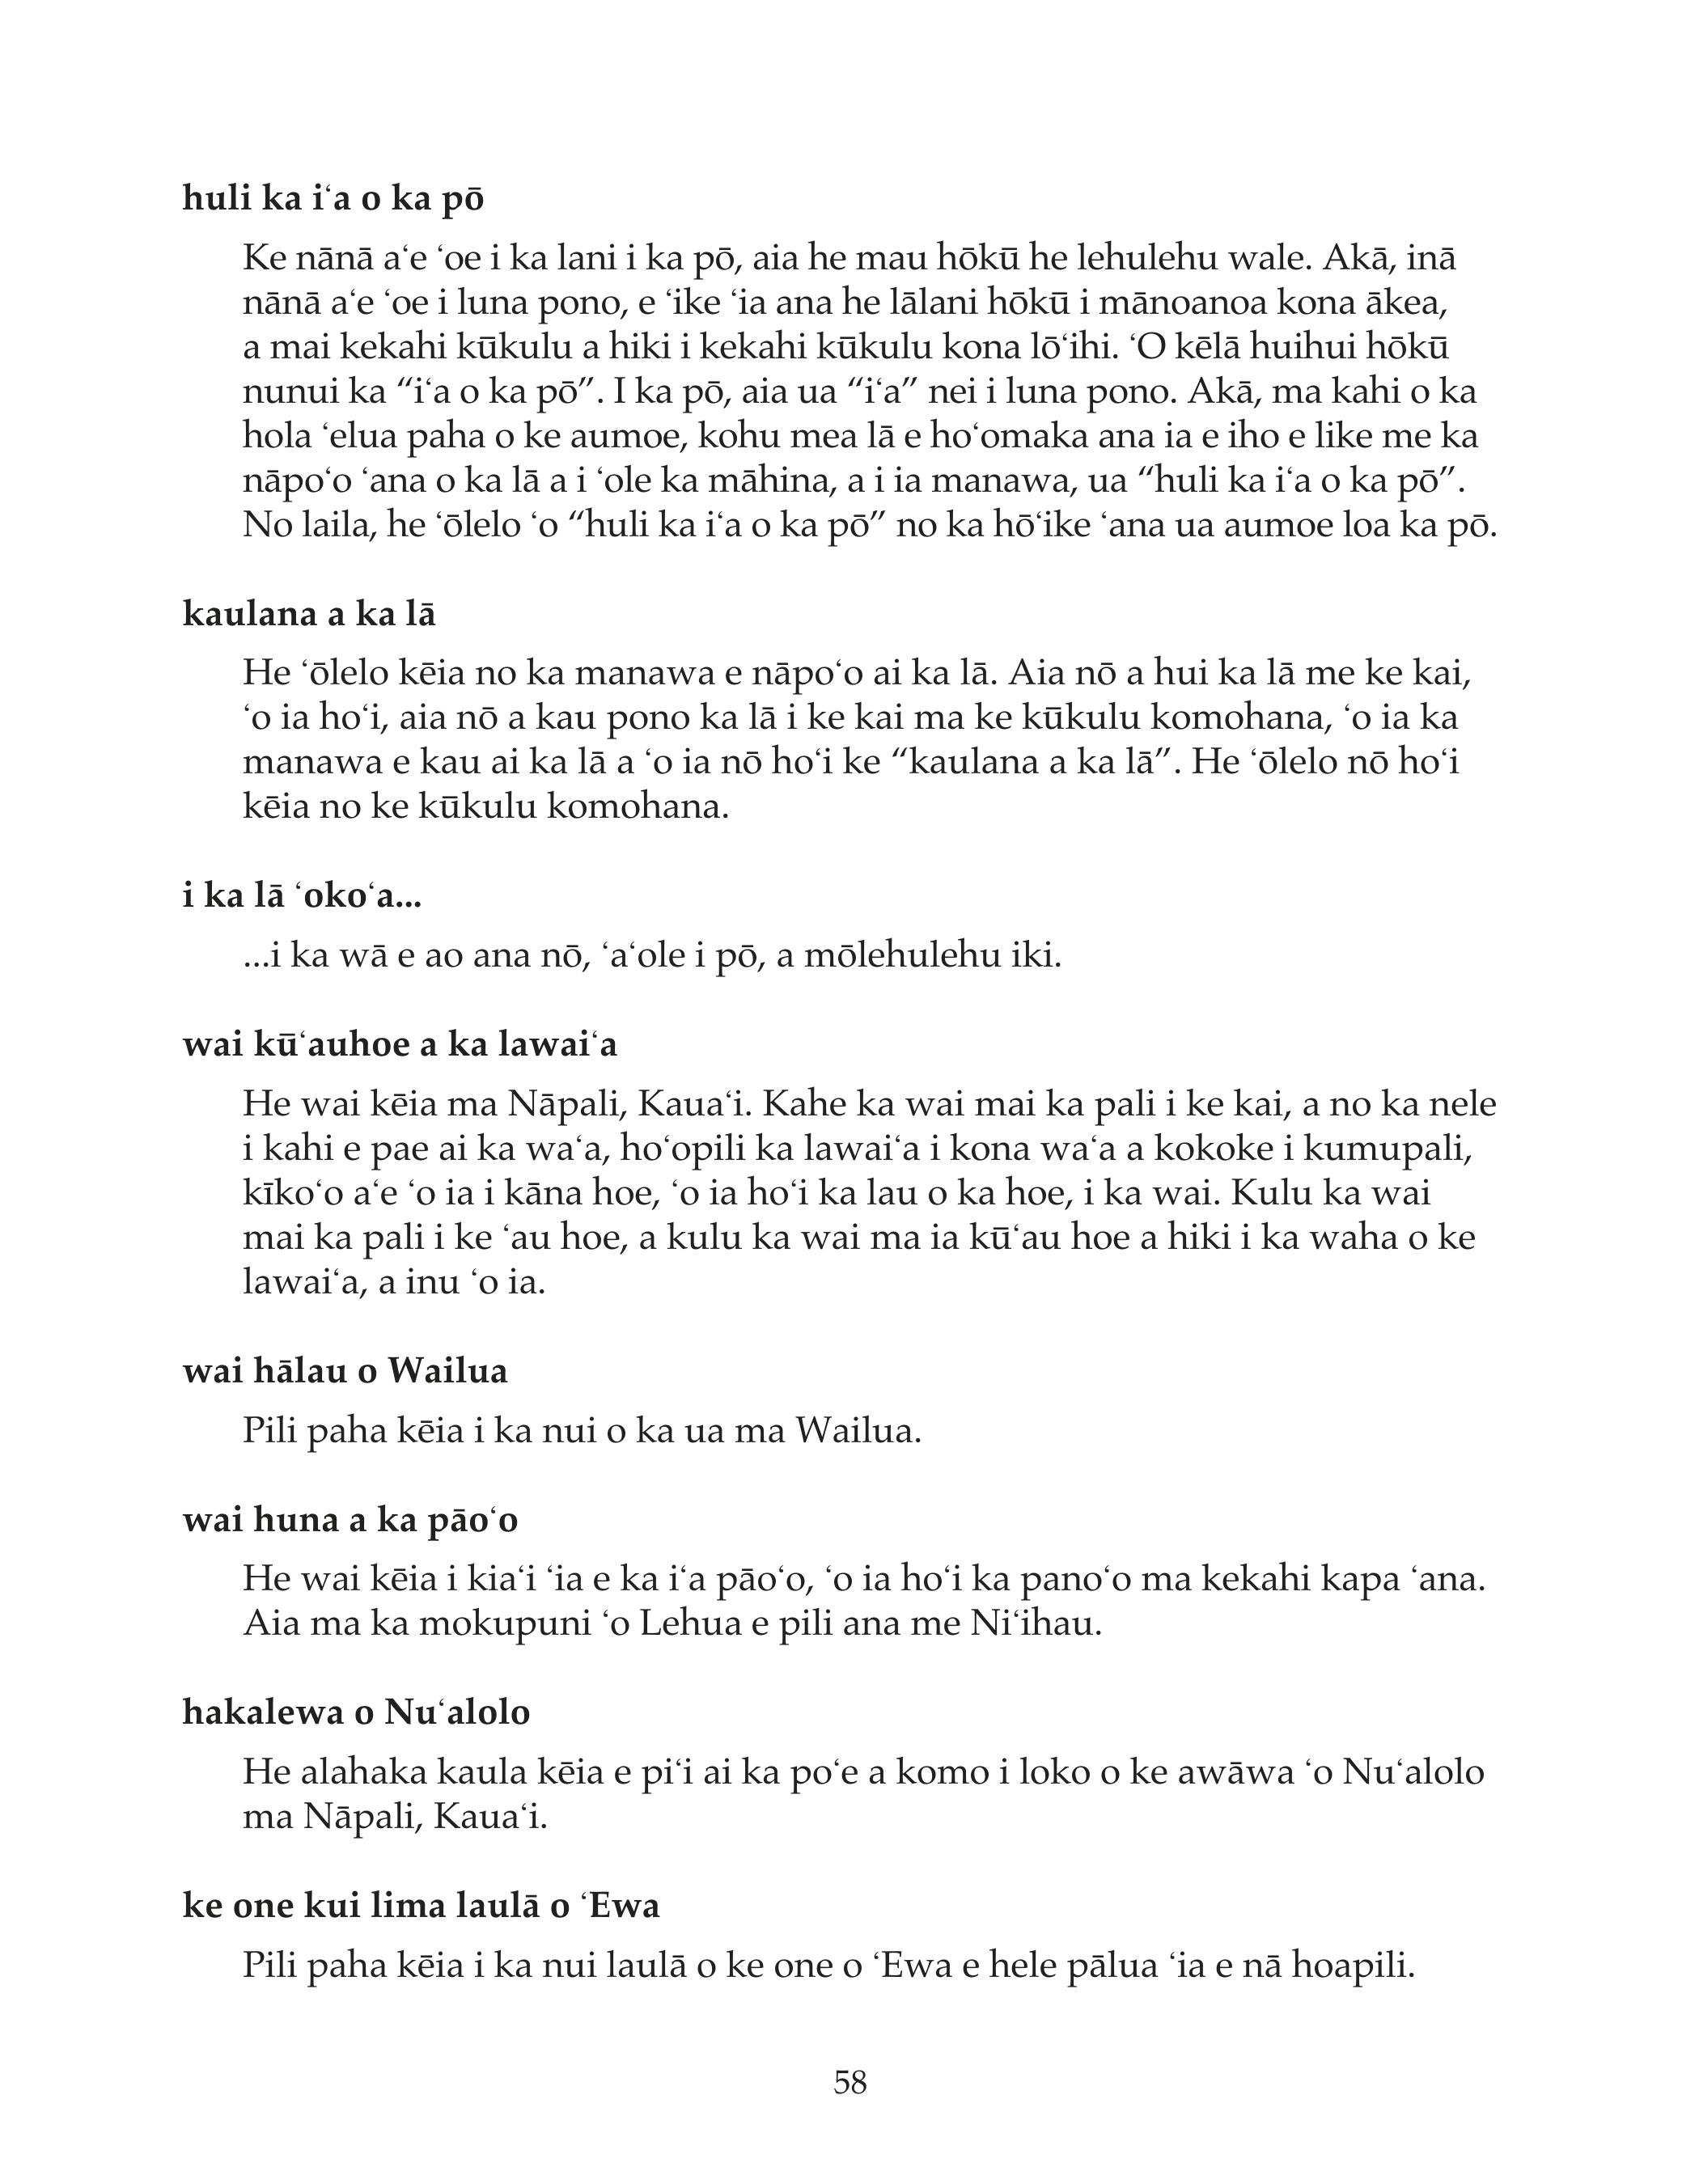 huli ka iʻa o ka pō
Ke nānā aʻe ʻoe i ka lani i ka pō, aia he mau hōkū he lehulehu wale. Akā, inā
nānā aʻe ʻoe i luna pono, e ʻike ʻia ana he lālani hōkū i mānoanoa kona ākea,
a mai kekahi kūkulu a hiki i kekahi kūkulu kona lōʻihi. ʻO kēlā huihui hōkū
nunui ka “iʻa o ka pō”. I ka pō, aia ua “iʻa” nei i luna pono. Akā, ma kahi o ka
hola ʻelua paha o ke aumoe, kohu mea lā e hoʻomaka ana ia e iho e like me ka
nāpoʻo ʻana o ka lā a i ʻole ka māhina, a i ia manawa, ua “huli ka iʻa o ka pō”.
No laila, he ʻōlelo ʻo “huli ka iʻa o ka pō” no ka hōʻike ʻana ua aumoe loa ka pō.
kaulana a ka lā
He ʻōlelo kēia no ka manawa e nāpoʻo ai ka lā. Aia nō a hui ka lā me ke kai,
ʻo ia hoʻi, aia nō a kau pono ka lā i ke kai ma ke kūkulu komohana, ʻo ia ka
manawa e kau ai ka lā a ʻo ia nō hoʻi ke “kaulana a ka lā”. He ʻōlelo nō hoʻi
kēia no ke kūkulu komohana.
i ka lā ʻokoʻa...
...i ka wā e ao ana nō, ʻaʻole i pō, a mōlehulehu iki.
wai kūʻauhoe a ka lawaiʻa
He wai kēia ma Nāpali, Kauaʻi. Kahe ka wai mai ka pali i ke kai, a no ka nele
i kahi e pae ai ka waʻa, hoʻopili ka lawaiʻa i kona waʻa a kokoke i kumupali,
kīkoʻo aʻe ʻo ia i kāna hoe, ʻo ia hoʻi ka lau o ka hoe, i ka wai. Kulu ka wai
mai ka pali i ke ʻau hoe, a kulu ka wai ma ia kūʻau hoe a hiki i ka waha o ke
lawaiʻa, a inu ʻo ia.
wai hālau o Wailua
Pili paha kēia i ka nui o ka ua ma Wailua.
wai huna a ka pāoʻo
He wai kēia i kiaʻi ʻia e ka iʻa pāoʻo, ʻo ia hoʻi ka panoʻo ma kekahi kapa ʻana.
Aia ma ka mokupuni ʻo Lehua e pili ana me Niʻihau.
hakalewa o Nuʻalolo
He alahaka kaula kēia e piʻi ai ka poʻe a komo i loko o ke awāwa ʻo Nuʻalolo
ma Nāpali, Kauaʻi.
ke one kui lima laulā o ʻEwa
Pili paha kēia i ka nui laulā o ke one o ʻEwa e hele pālua ʻia e nā hoapili.
58